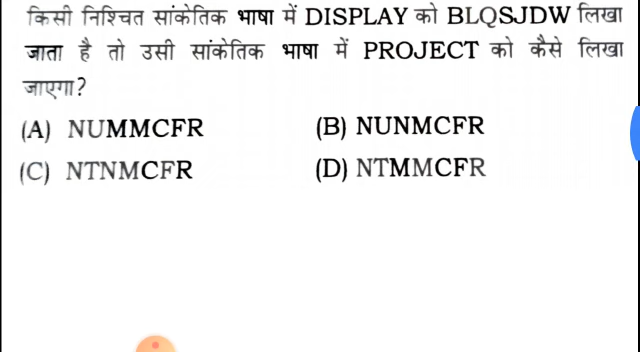 किसी निश्चित सांकेतिक भाषा में DISPLAY को BLQSJDW लिखा
जाता है तो उसी सांकेतिक भाषा में PROJECT को कैसे लिखा
जाएगा?
(A) NUMMCFR (B) NUNMCFR
(C) NTNMCFR (D) NTMMCFR